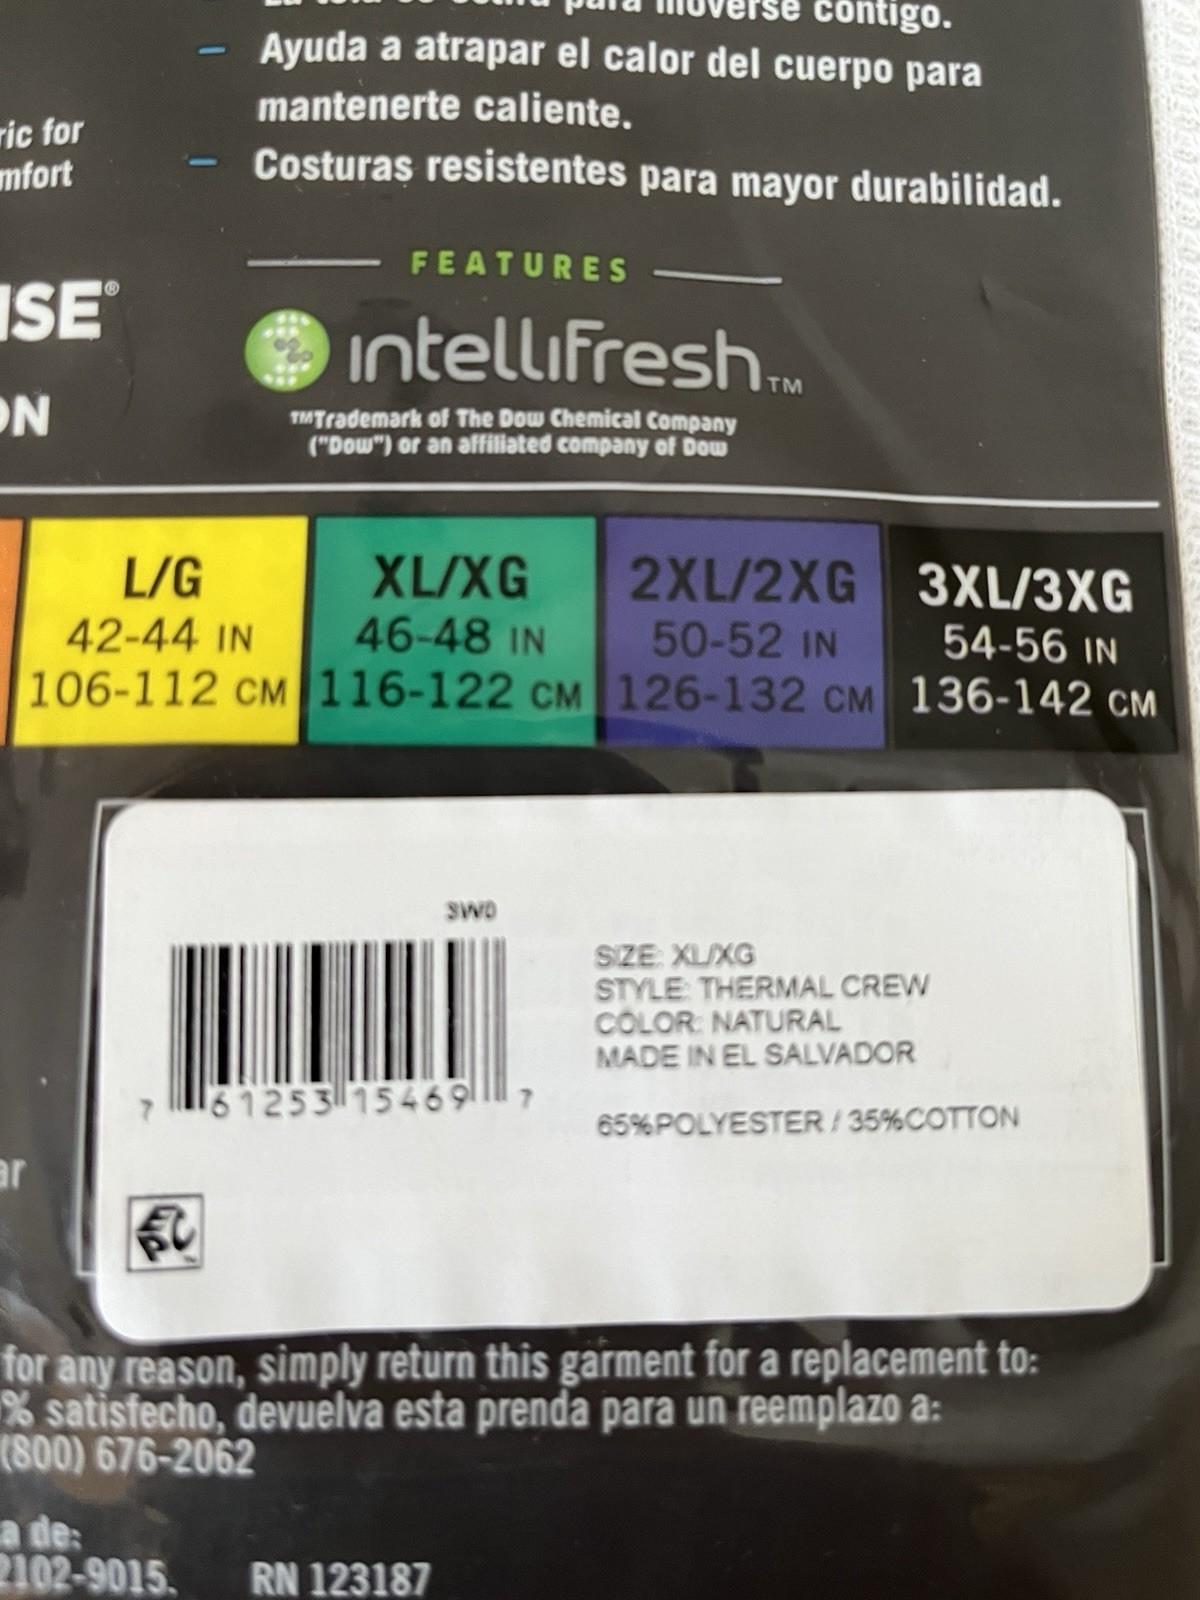 para moverse contigo.
– Ayuda a atrapar el calor del cuerpo para
mantenerte caliente.
– Costuras resistentes para mayor durabilidad.
ric for
mfort
ISE®
ON
FEATURES
intellifresh™
™Trademark of The Dow Chemical Company
("Dow") or an affiliated company of Dow
L/G
42-44 IN
106-112 CM
XL/XG
46-48 IN
116-122 CM
2XL/2XG
50-52 IN
126-132 CM
3XL/3XG
54-56 IN
136-142 CM
3W0
7 61253 15469 7
SIZE: XL/XG
STYLE: THERMAL CREW
COLOR: NATURAL
MADE IN EL SALVADOR
65%POLYESTER / 35%COTTON
EPC
ar
for any reason, simply return this garment for a replacement to:
% satisfecho, devuelva esta prenda para un reemplazo a:
(800) 676-2062
a de:
2102-9015.
RN 123187